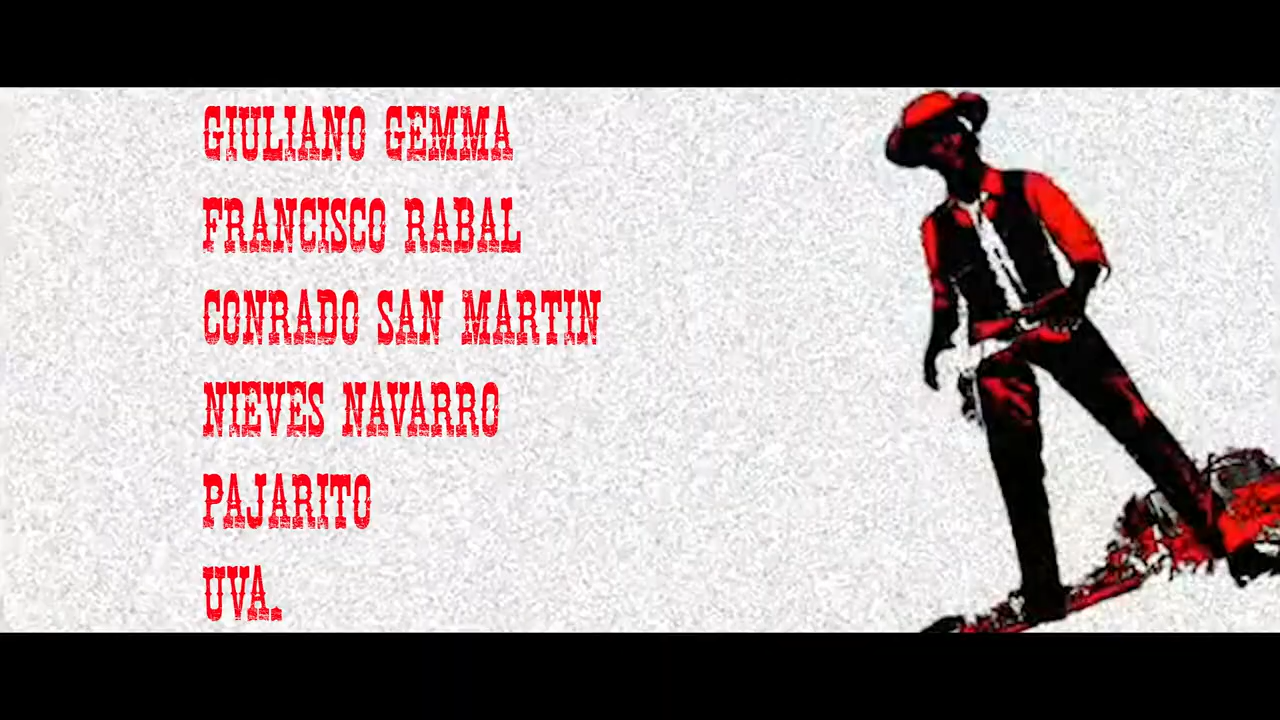 GIULIANO GEMMA
FRANCISCO RABAL
CONRADO SAN MARTIN
NIEVES NAVARRO
PAJARITO
UVA.